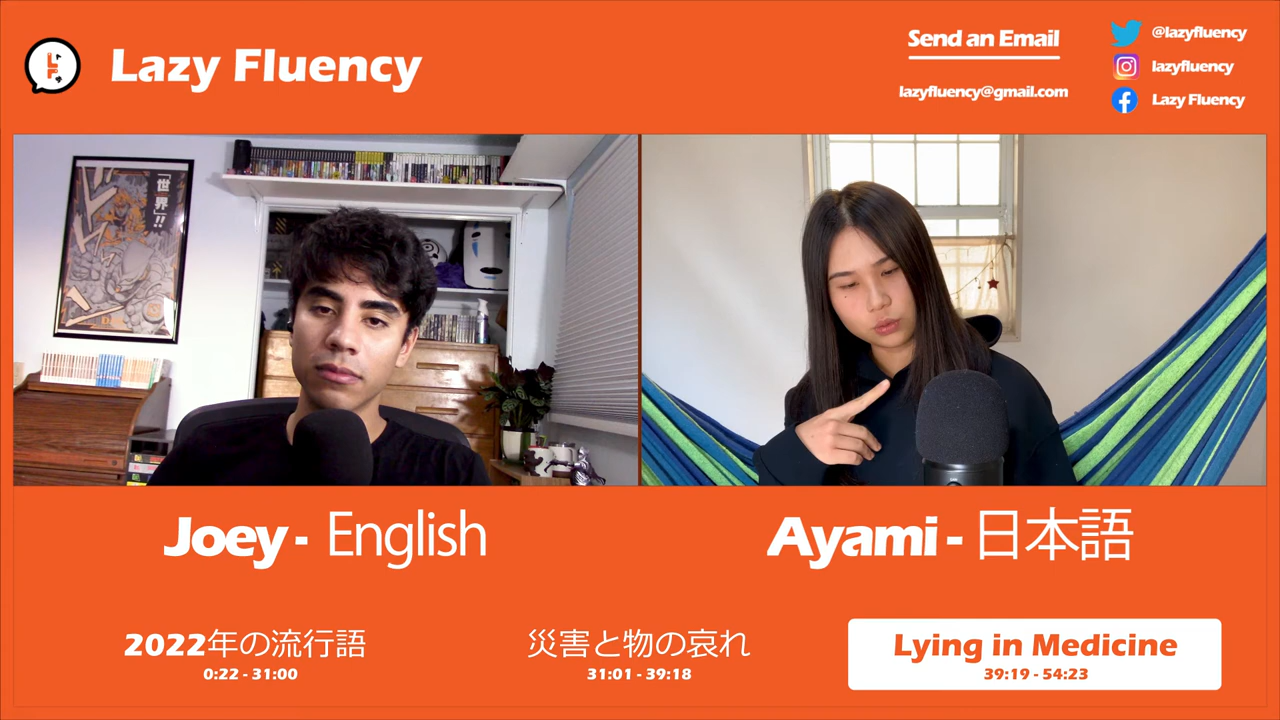 Lazy Fluency
Send an Email
lazyfluency@gmail.com
@lazyfluency
lazyfluency
Lazy Fluency
「世界」!!
Joey - English
Ayami - 日本語
2022年の流行語
0:22 - 31:00
災害と物の哀れ
31:01 - 39:18
Lying in Medicine
39:19 - 54:23